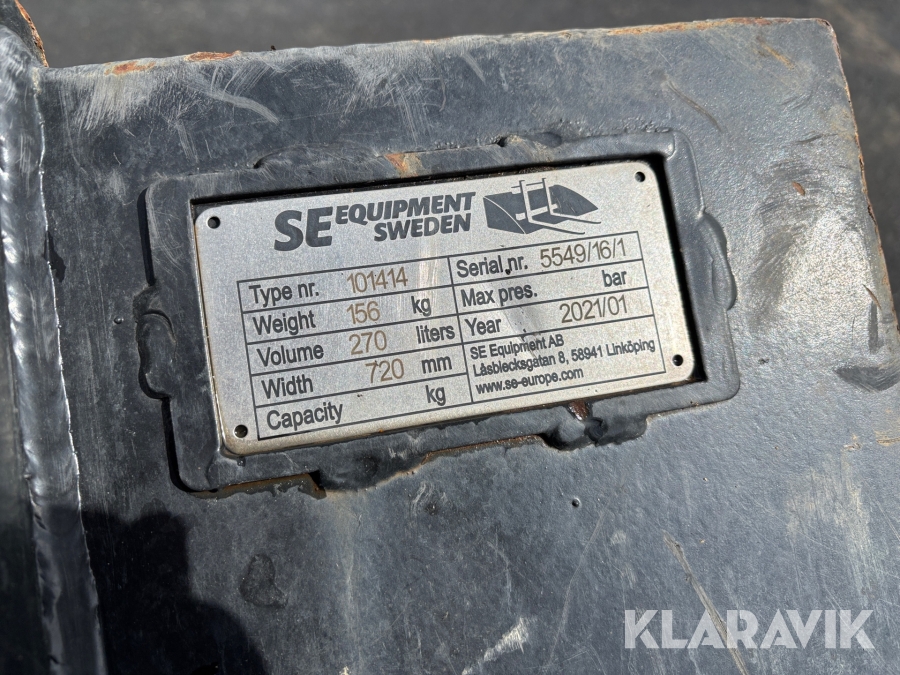 SE EQUIPMENT
SWEDEN
Type nr. 101414
Weight 156 kg
Volume 270 liters
Width 720 mm
Capacity kg
Serial nr. 5549/16/1
Max pres. bar
Year 2021/01
SE Equipment AB
Låsblecksgatan 8, 58941 Linköping
www.se-europe.com
KLARAVIK